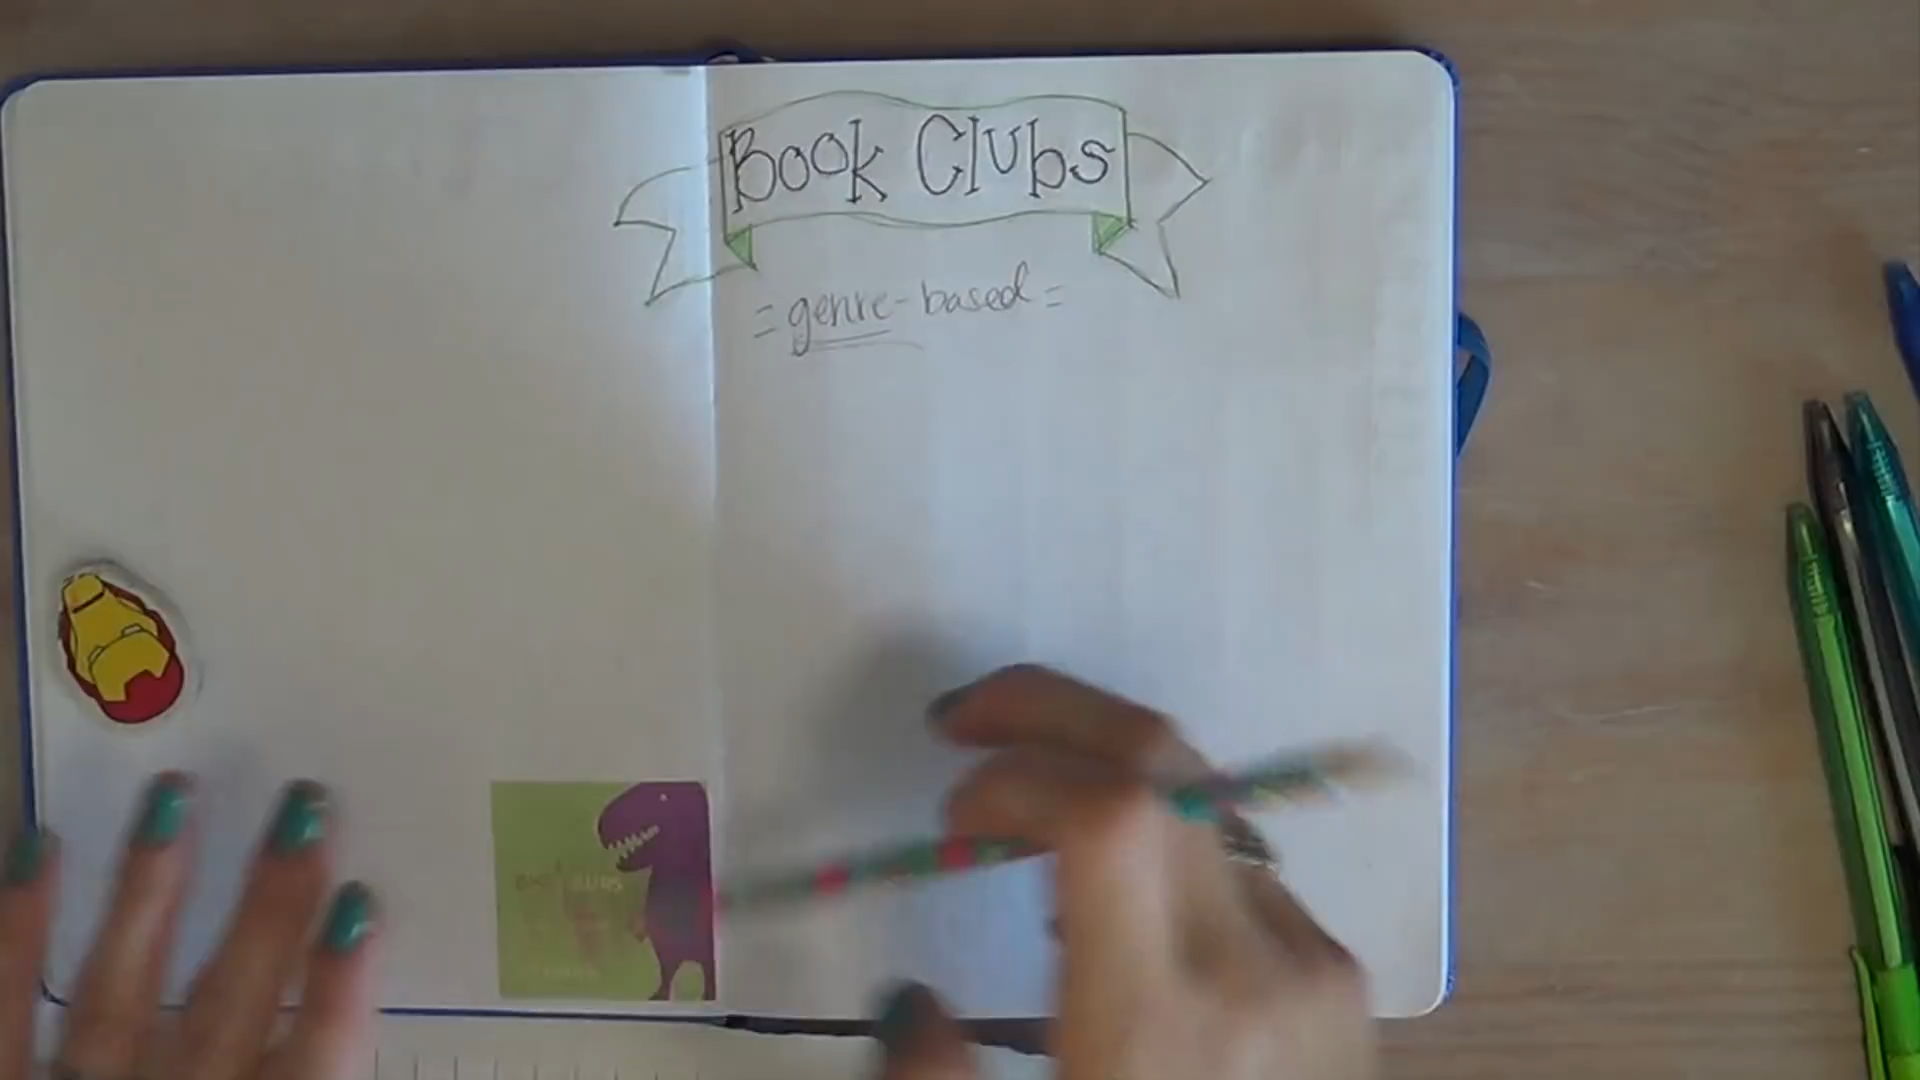 Book Clubs
= genre-based =